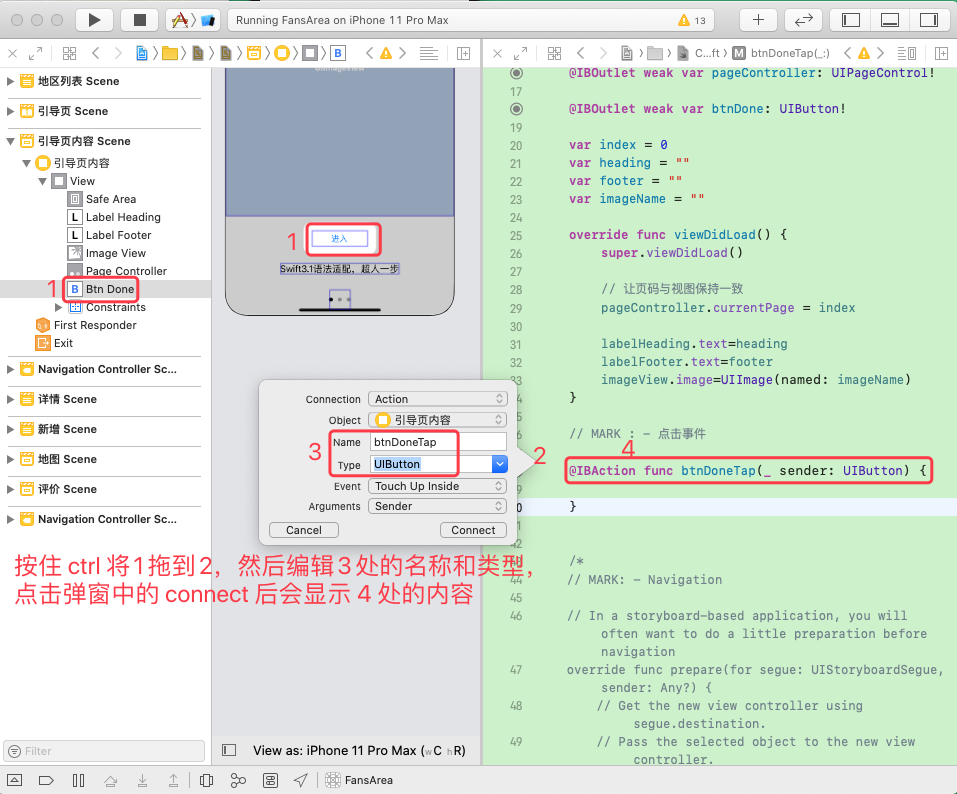 Running FansArea on iPhone 11 Pro Max
13
C...ft
M
btnDoneTap(_:)
地区列表 Scene
引导页 Scene
引导页内容 Scene
引导页内容
View
Safe Area
L Label Heading
L Label Footer
Image View
Page Controller
1
B Btn Done
Constraints
First Responder
Exit
Navigation Controller Sc...
详情 Scene
新增 Scene
地图 Scene
评价 Scene
Navigation Controller Sc...
Filter
UIImageView
1
进入
Swift3.1语法适配，超人一步
Connection Action
Object 引导页内容
3
Name btnDoneTap
Type UIButton
Event Touch Up Inside
Arguments Sender
Cancel
Connect
2
按住 ctrl 将1拖到2，然后编辑3处的名称和类型，
点击弹窗中的 connect 后会显示 4 处的内容
View as: iPhone 11 Pro Max (wC hR)
FansArea
@IBOutlet weak var pageController: UIPageControl!
17
@IBOutlet weak var btnDone: UIButton!
19
20 var index = 0
21 var heading = ""
22 var footer = ""
23 var imageName = ""
24
25 override func viewDidLoad() {
26 super.viewDidLoad()
27
28 // 让页码与视图保持一致
29 pageController.currentPage = index
30
31 labelHeading.text=heading
32 labelFooter.text=footer
33 imageView.image=UIImage(named: imageName)
}
// MARK : - 点击事件
4
@IBAction func btnDoneTap(_ sender: UIButton) {
}
42
/*
44 // MARK: - Navigation
45
46 // In a storyboard-based application, you will
often want to do a little preparation before
navigation
47 override func prepare(for segue: UIStoryboardSegue,
sender: Any?) {
48 // Get the new view controller using
segue.destination.
49 // Pass the selected object to the new view
controller.